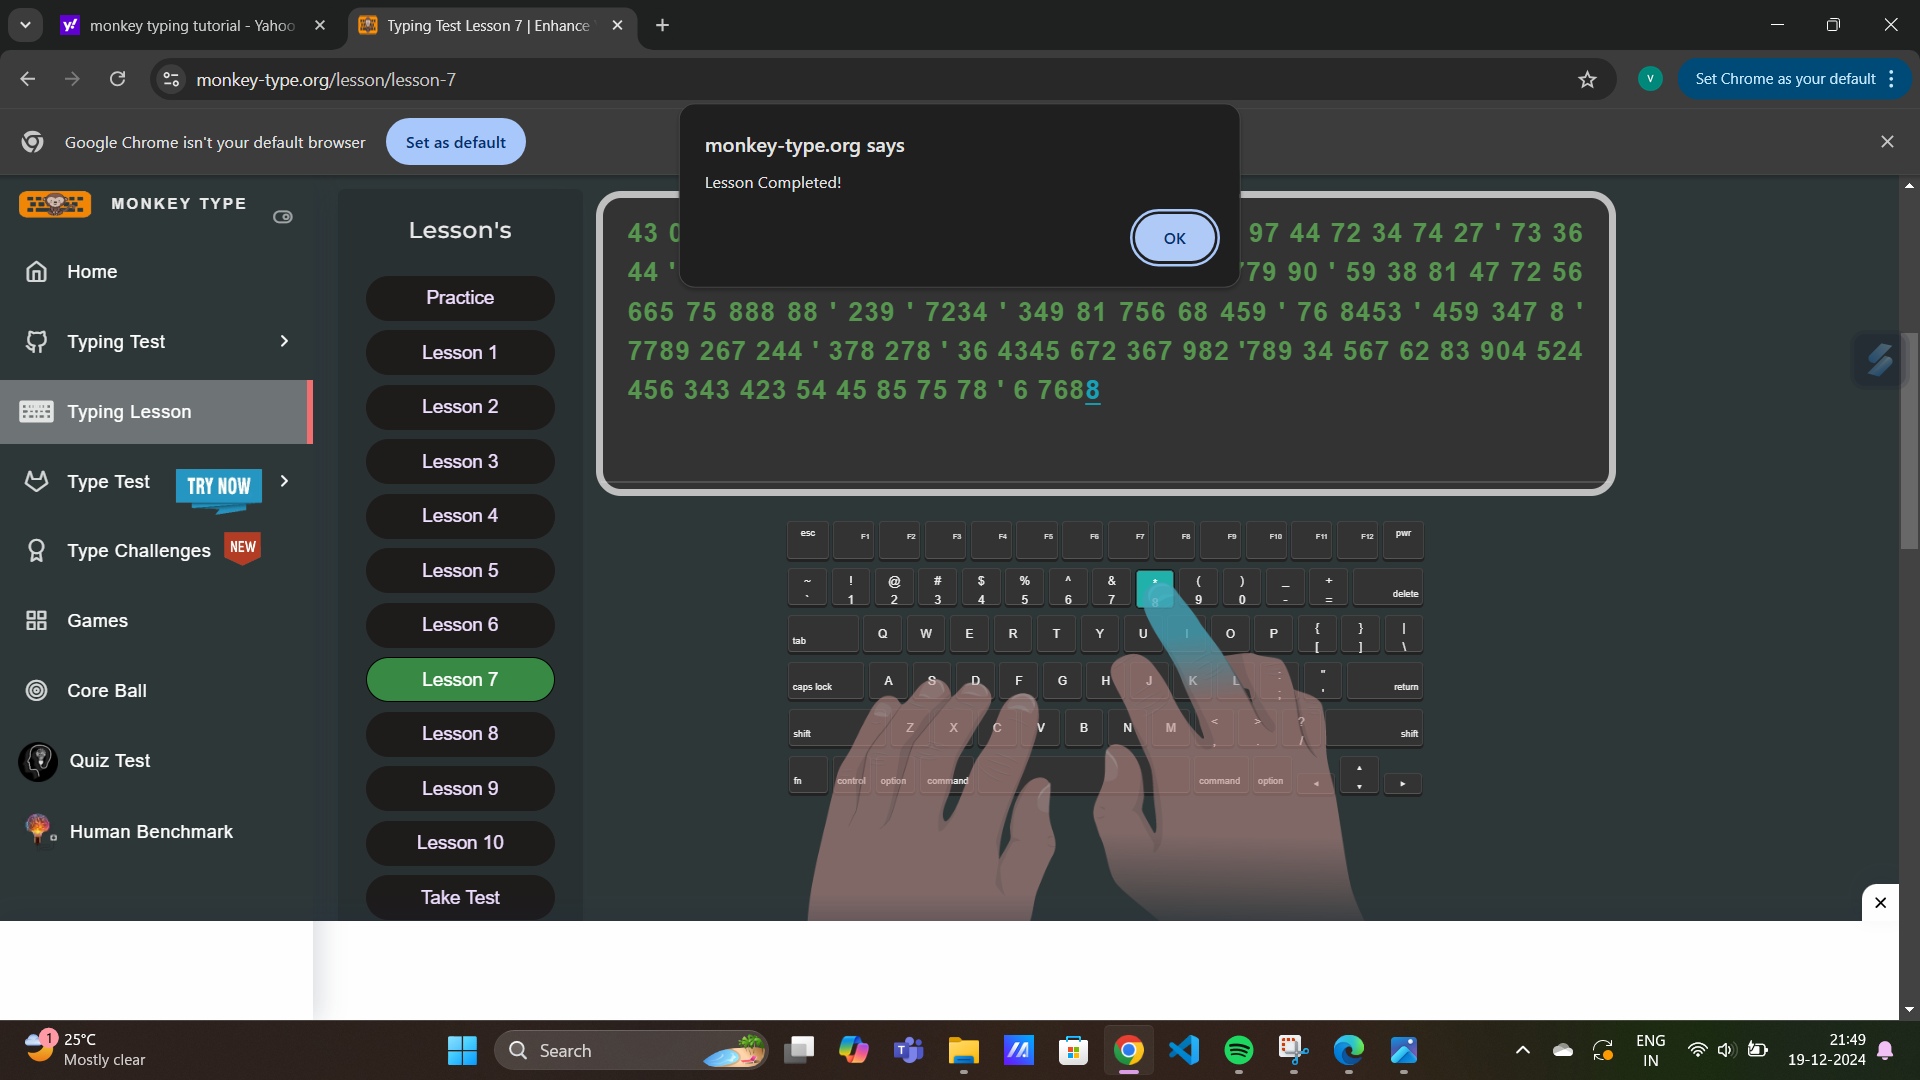 monkey typing tutorial - Yahoo
Typing Test Lesson 7 | Enhance
monkey-type.org/lesson/lesson-7
V
Set Chrome as your default
Google Chrome isn't your default browser
Set as default
monkey-type.org says
Lesson Completed!
OK
MONKEY TYPE
Home
Typing Test
Typing Lesson
Type Test
TRY NOW
Type Challenges
NEW
Games
Core Ball
Quiz Test
Human Benchmark
Lesson's
Practice
Lesson 1
Lesson 2
Lesson 3
Lesson 4
Lesson 5
Lesson 6
Lesson 7
Lesson 8
Lesson 9
Lesson 10
Take Test
43 97 44 72 34 74 27 ' 73 36
44 ' 779 90 ' 59 38 81 47 72 56
665 75 888 88 ' 239 ' 7234 ' 349 81 756 68 459 ' 76 8453 ' 459 347 8 '
7789 267 244 ' 378 278 ' 36 4345 672 367 982 '789 34 567 62 83 904 524
456 343 423 54 45 85 75 78 ' 6 7688
esc F1 F2 F3 F4 F5 F6 F7 F8 F9 F10 F11 F12 pwr
~ ! @ # $ % ^ & * ( ) _ +
` 1 2 3 4 5 6 7 8 9 0 - = delete
tab Q W E R T Y U I O P { [ } ] | \
caps lock A S D F G H J K L : ; " ' return
shift Z X C V B N M < , > . ? / shift
fn control option command command option ◄ ▲ ▼ ►
1
25°C
Mostly clear
Search
ENG
IN
21:49
19-12-2024